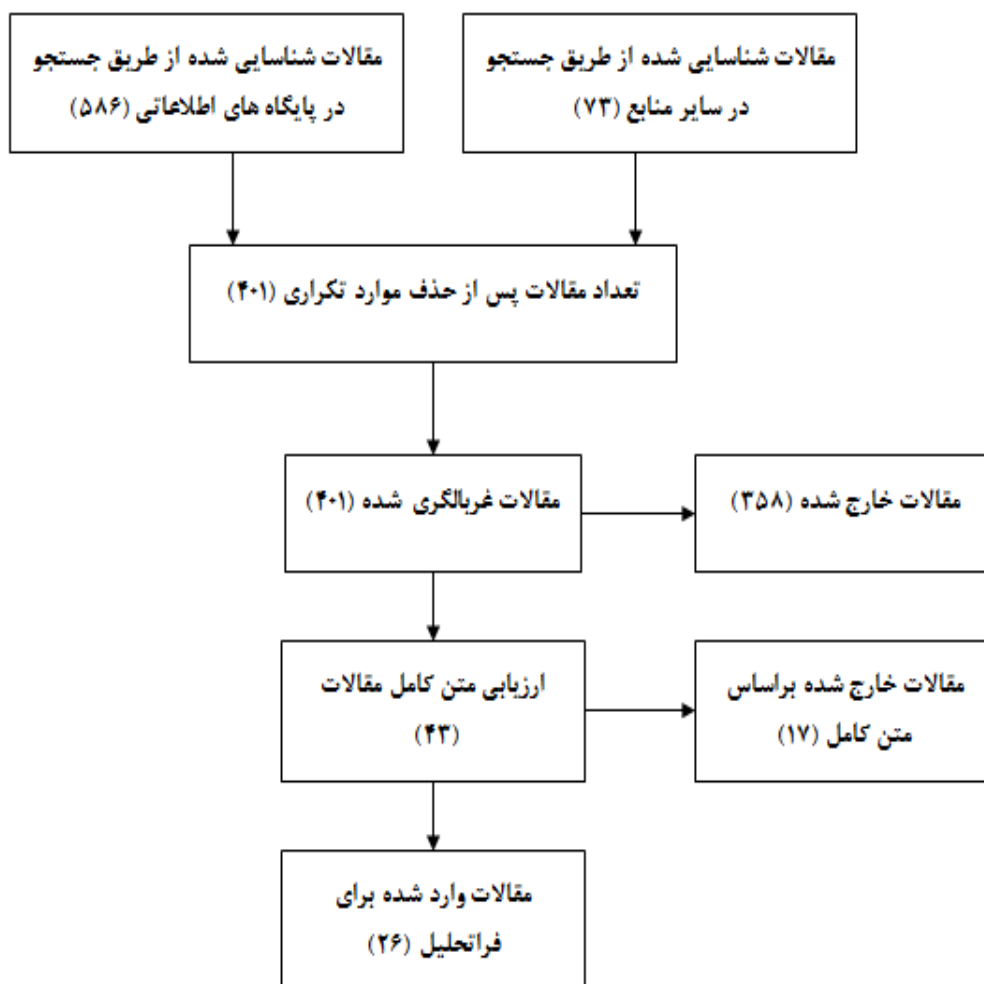 مقالات شناسایی شده از طریق جستجو
در پایگاه های اطلاعاتی (۵۸۶)
مقالات شناسایی شده از طریق جستجو
در سایر منابع (۷۳)
تعداد مقالات پس از حذف موارد تکراری (۴۰۱)
مقالات غربالگری شده (۴۰۱)
مقالات خارج شده (۳۵۸)
ارزیابی متن کامل مقالات
(۴۳)
مقالات خارج شده براساس
متن کامل (۱۷)
مقالات وارد شده برای
فراتحلیل (۲۶)